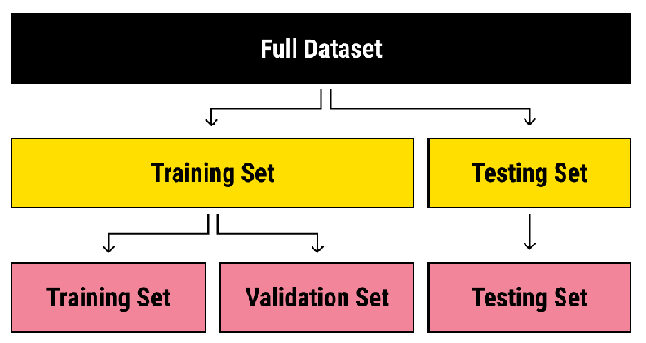 Full Dataset
Training Set
Testing Set
Training Set
Validation Set
Testing Set